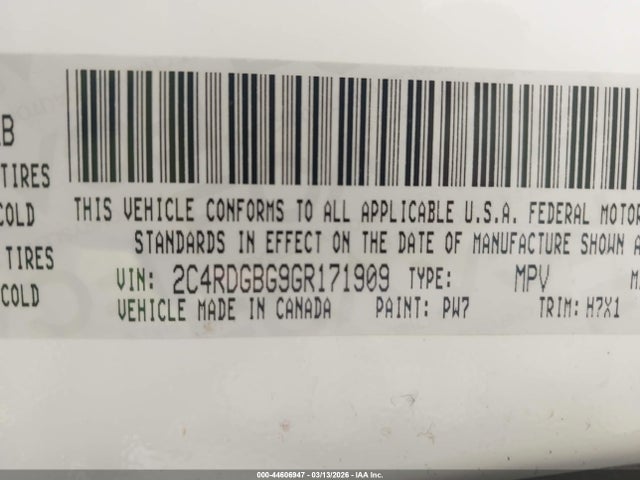 B
TIRES
COLD
TIRES
COLD
THIS VEHICLE CONFORMS TO ALL APPLICABLE U.S.A. FEDERAL MOTOR
STANDARDS IN EFFECT ON THE DATE OF MANUFACTURE SHOWN A
VIN: 2C4RDGBG9GR171909 TYPE: MPV
VEHICLE MADE IN CANADA PAINT: PW7 TRIM: H7X1
000-44606947 - 03/13/2026 - IAA Inc.